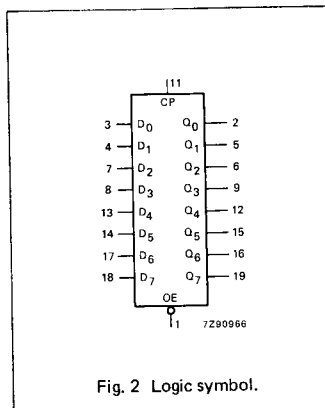 11
CP
3 D0 Q0 2
4 D1 Q1 5
7 D2 Q2 6
8 D3 Q3 9
13 D4 Q4 12
14 D5 Q5 15
17 D6 Q6 16
18 D7 Q7 19
OE
1 7Z90966
Fig. 2 Logic symbol.